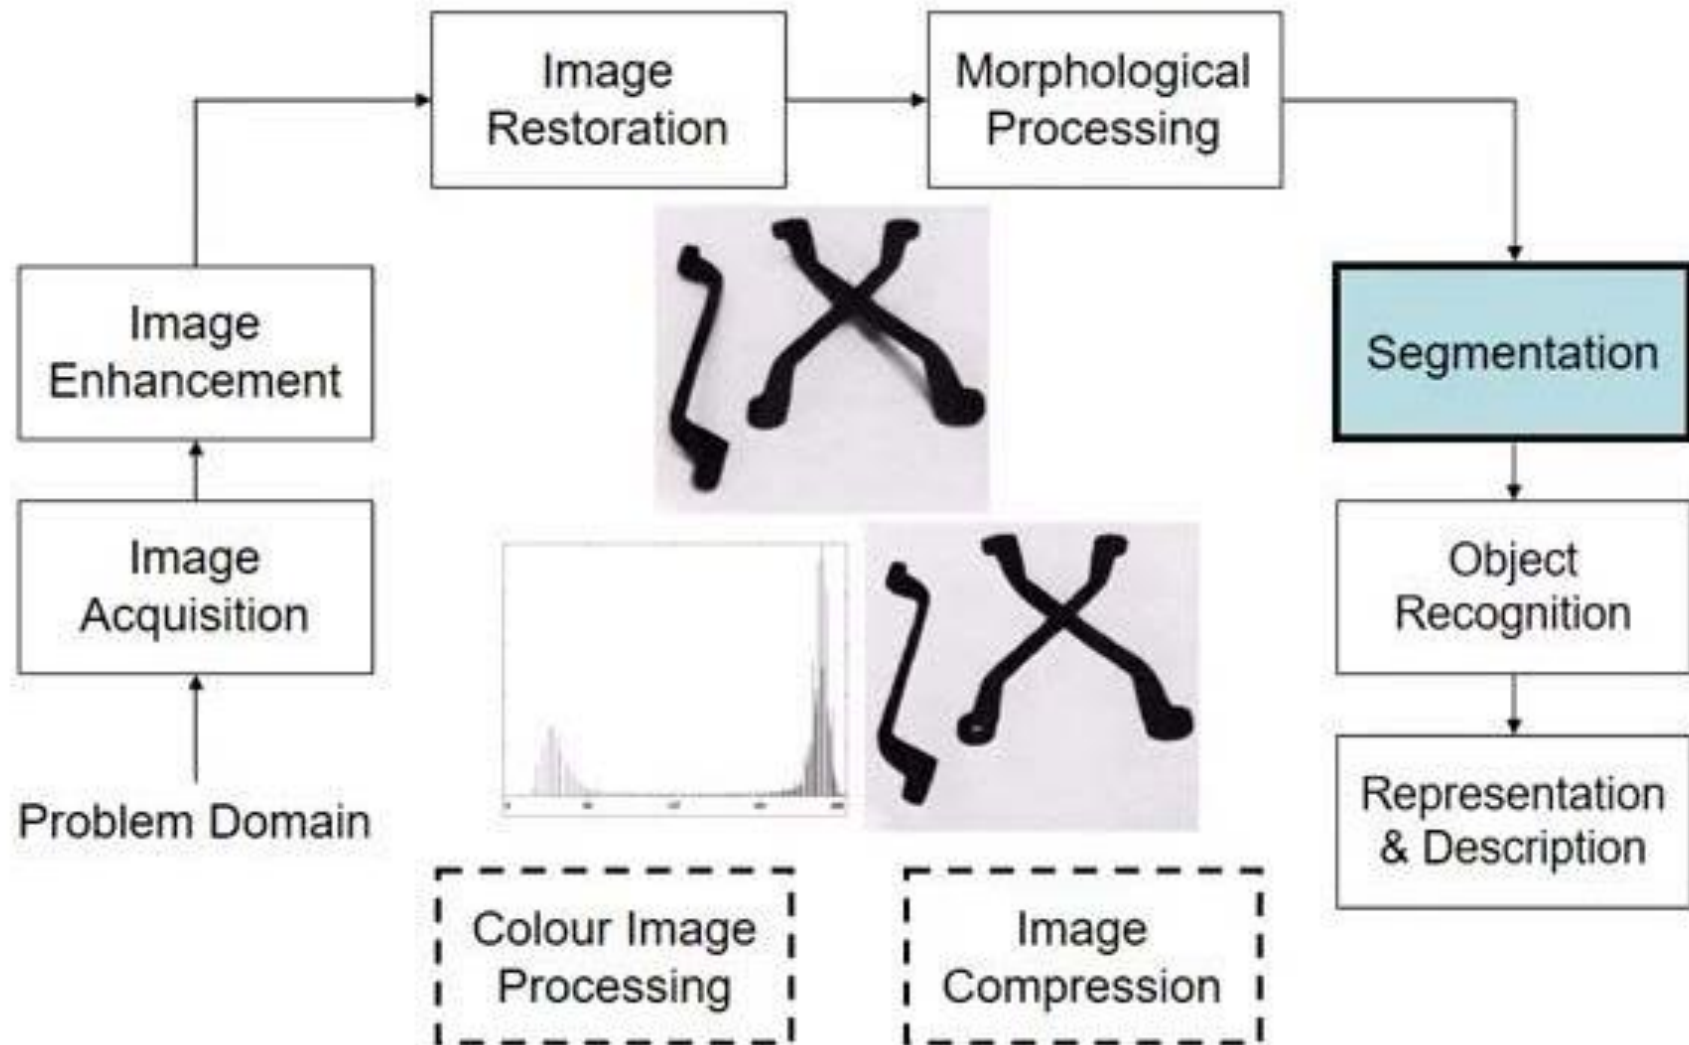 Image
Restoration
Morphological
Processing
Image
Enhancement
Segmentation
Image
Acquisition
Object
Recognition
Problem Domain
Representation
& Description
Colour Image
Processing
Image
Compression